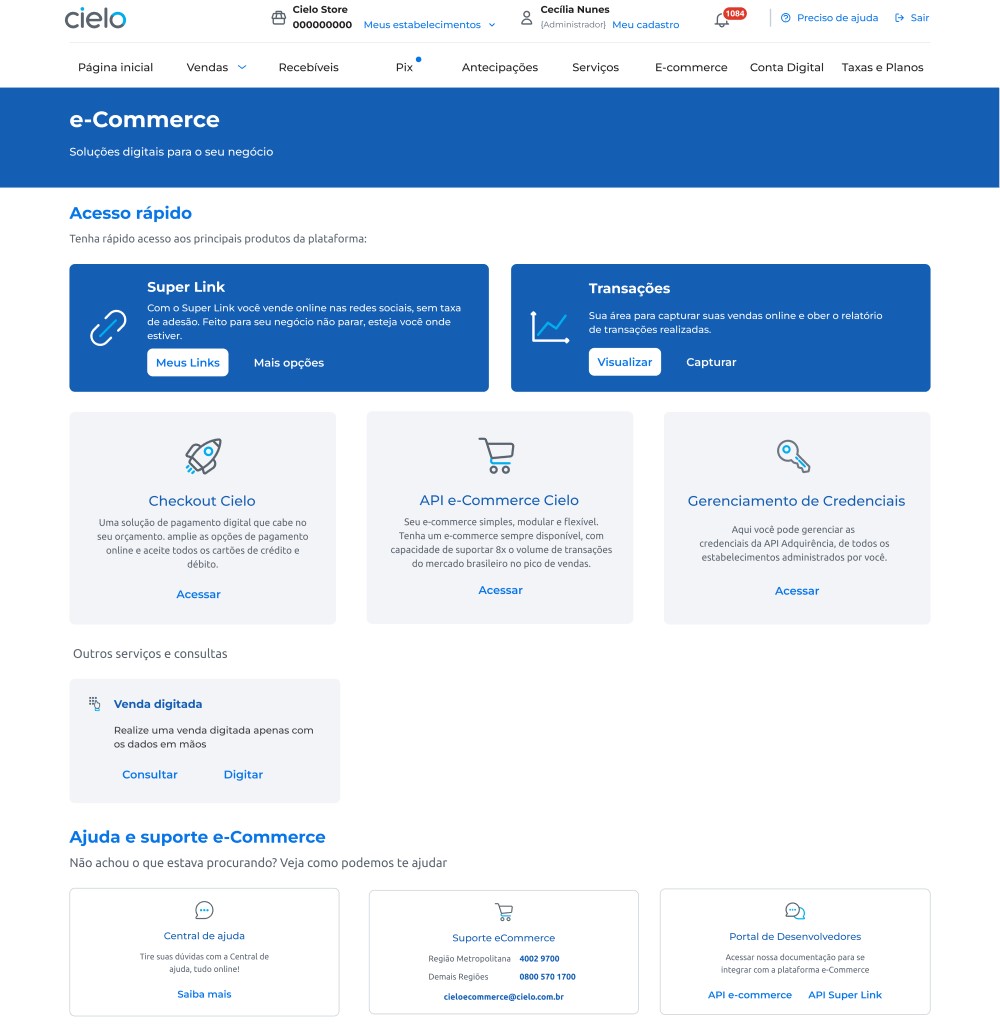 cielo
Cielo Store
000000000 Meus estabelecimentos
Cecília Nunes
(Administrador) Meu cadastro
1084
Preciso de ajuda
Sair
Página inicial Vendas Recebíveis Pix Antecipações Serviços E-commerce Conta Digital Taxas e Planos
e-Commerce
Soluções digitais para o seu negócio
Acesso rápido
Tenha rápido acesso aos principais produtos da plataforma:
Super Link
Com o Super Link você vende online nas redes sociais, sem taxa
de adesão. Feito para seu negócio não parar, esteja você onde
estiver.
Meus Links Mais opções
Transações
Sua área para capturar suas vendas online e ober o relatório
de transações realizadas.
Visualizar Capturar
Checkout Cielo
Uma solução de pagamento digital que cabe no
seu orçamento. amplie as opções de pagamento
online e aceite todos os cartões de crédito e
débito.
Acessar
API e-Commerce Cielo
Seu e-commerce simples, modular e flexível.
Tenha um e-commerce sempre disponível, com
capacidade de suportar 8x o volume de transações
do mercado brasileiro no pico de vendas.
Acessar
Gerenciamento de Credenciais
Aqui você pode gerenciar as
credenciais da API Adquirência, de todos os
estabelecimentos administrados por você.
Acessar
Outros serviços e consultas
Venda digitada
Realize uma venda digitada apenas com
os dados em mãos
Consultar Digitar
Ajuda e suporte e-Commerce
Não achou o que estava procurando? Veja como podemos te ajudar
Central de ajuda
Tire suas dúvidas com a Central de
ajuda, tudo online!
Saiba mais
Suporte eCommerce
Região Metropolitana 4002 9700
Demais Regiões 0800 570 1700
cieloecommerce@cielo.com.br
Portal de Desenvolvedores
Acessar nossa documentação para se
integrar com a plataforma e-Commerce
API e-commerce API Super Link